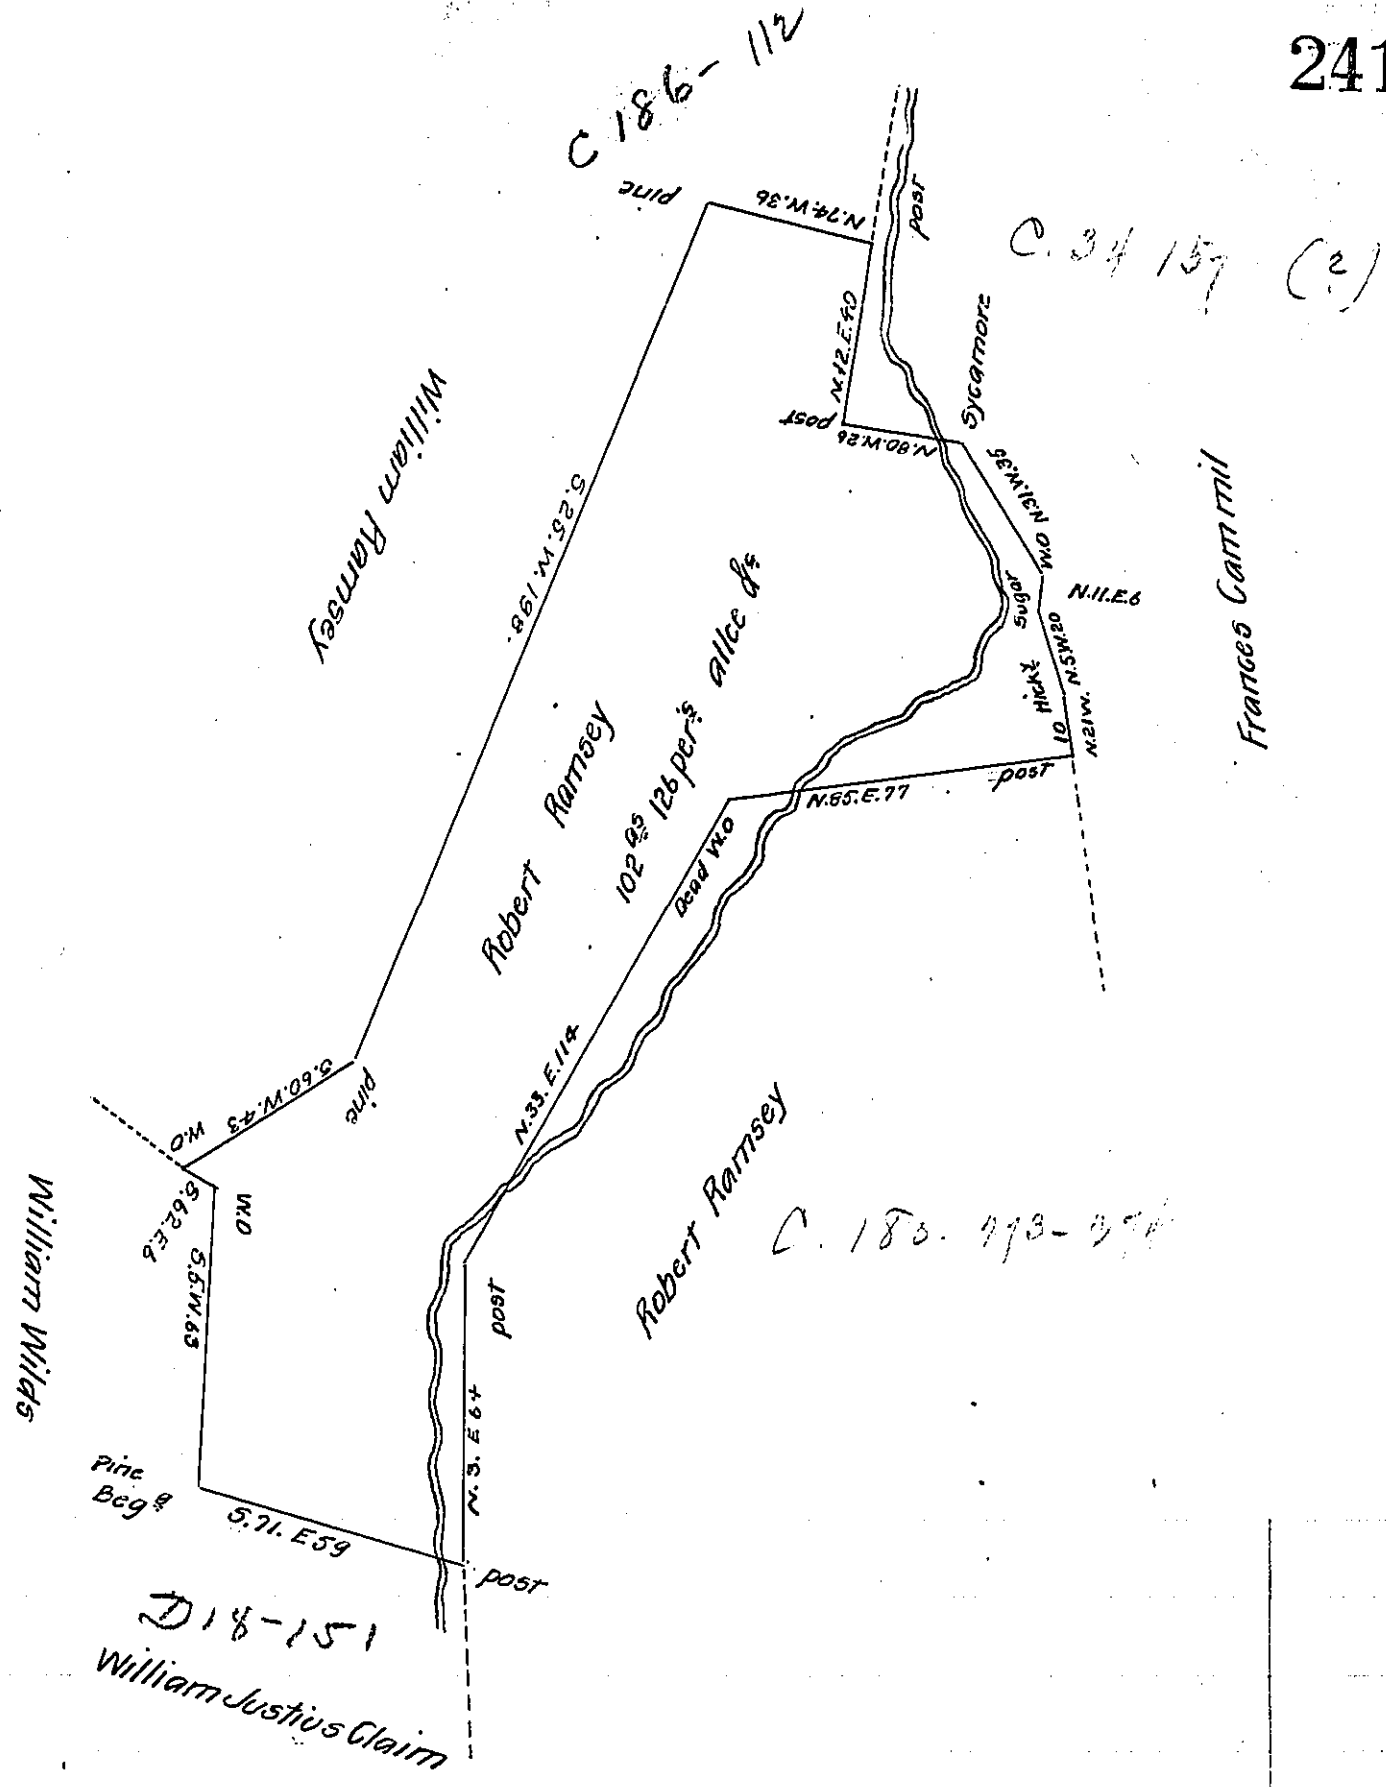 241
C 186 - 112
pine
N.74.W.36
post
C. 34 157 (?)
N.12.E.40
Sycamore
post
N.80.W.26
N.31.W.35
W.O
William Ramsey
S.25.W.198.
Frances Cammil
N.11.E.6
Sugar
N.5W.20
Hick.y
10
N.21W.
post
N.85.E.77
Robert Ramsey
102 as 126 per.s allce &c
Dead W.O
N.33.E.114
pine
S.60.W.43
W.O
S.62.E.6
W.O
S.5.W.63
William Wilds
Robert Ramsey
C. 183.
post
N.3. E 64
Pine
Beg.g
S.71. E 59
post
D18-151
William Justius Claim